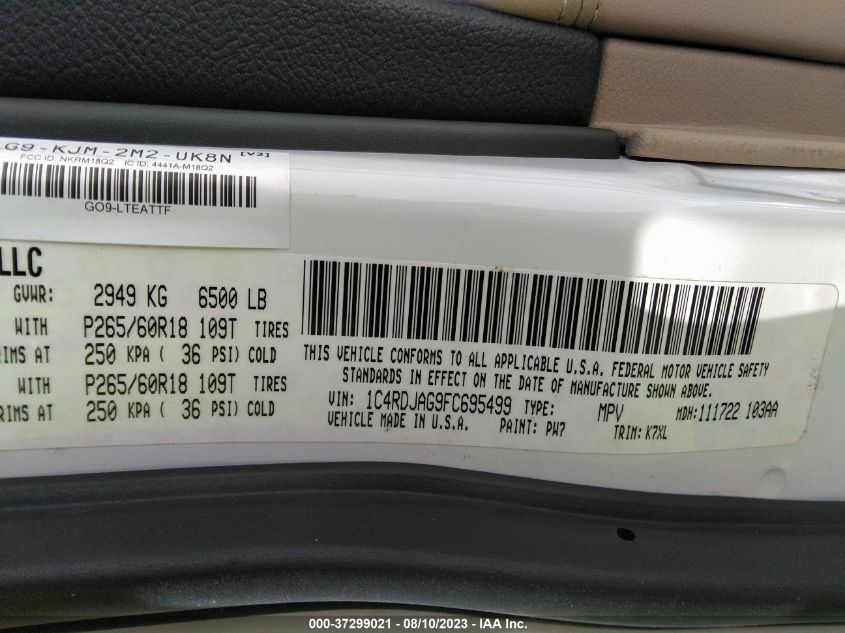 G9-KJM-2M2-UK8N [V2]
FCC ID: NKRM18Q2 IC ID: 4441A-M18Q2
GO9-LTEATTF
LLC
GVWR: 2949 KG 6500 LB
WITH P265/60R18 109T TIRES
RIMS AT 250 KPA ( 36 PSI) COLD
WITH P265/60R18 109T TIRES
RIMS AT 250 KPA ( 36 PSI) COLD
THIS VEHICLE CONFORMS TO ALL APPLICABLE U.S.A. FEDERAL MOTOR VEHICLE SAFETY
STANDARDS IN EFFECT ON THE DATE OF MANUFACTURE SHOWN ABOVE.
VIN: 1C4RDJAG9FC695499 TYPE: MPV MDH: 111722 103AA
VEHICLE MADE IN U.S.A. PAINT: PW7 TRIM: K7XL
000-37299021 - 08/10/2023 - IAA Inc.